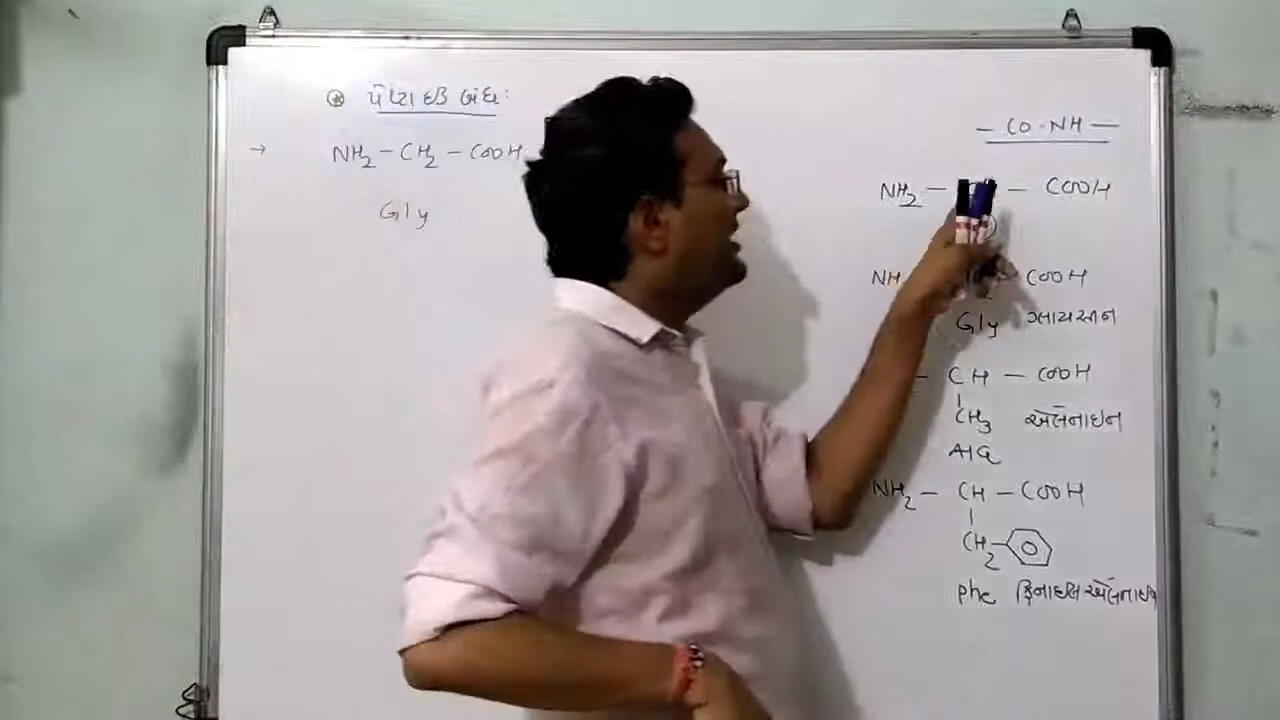 પેપ્ટાઇડ બંધ:
→ NH2 – CH2 – COOH
Gly
– CO - NH –
NH2 – – COOH
NH COOH
Gly ગ્લાયસીન
– CH – COOH
CH3 એલેનાઇન
Ala
NH2 – CH – COOH
CH2 –
phe ફિનાઇલ એલેનાઇન